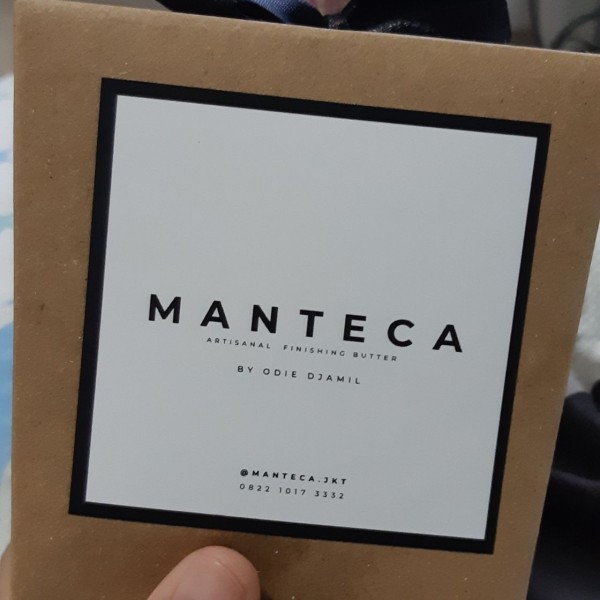 MANTECA
ARTISANAL FINISHING BUTTER
BY ODIE DJAMIL
@MANTECA.JKT
0822 1017 3332